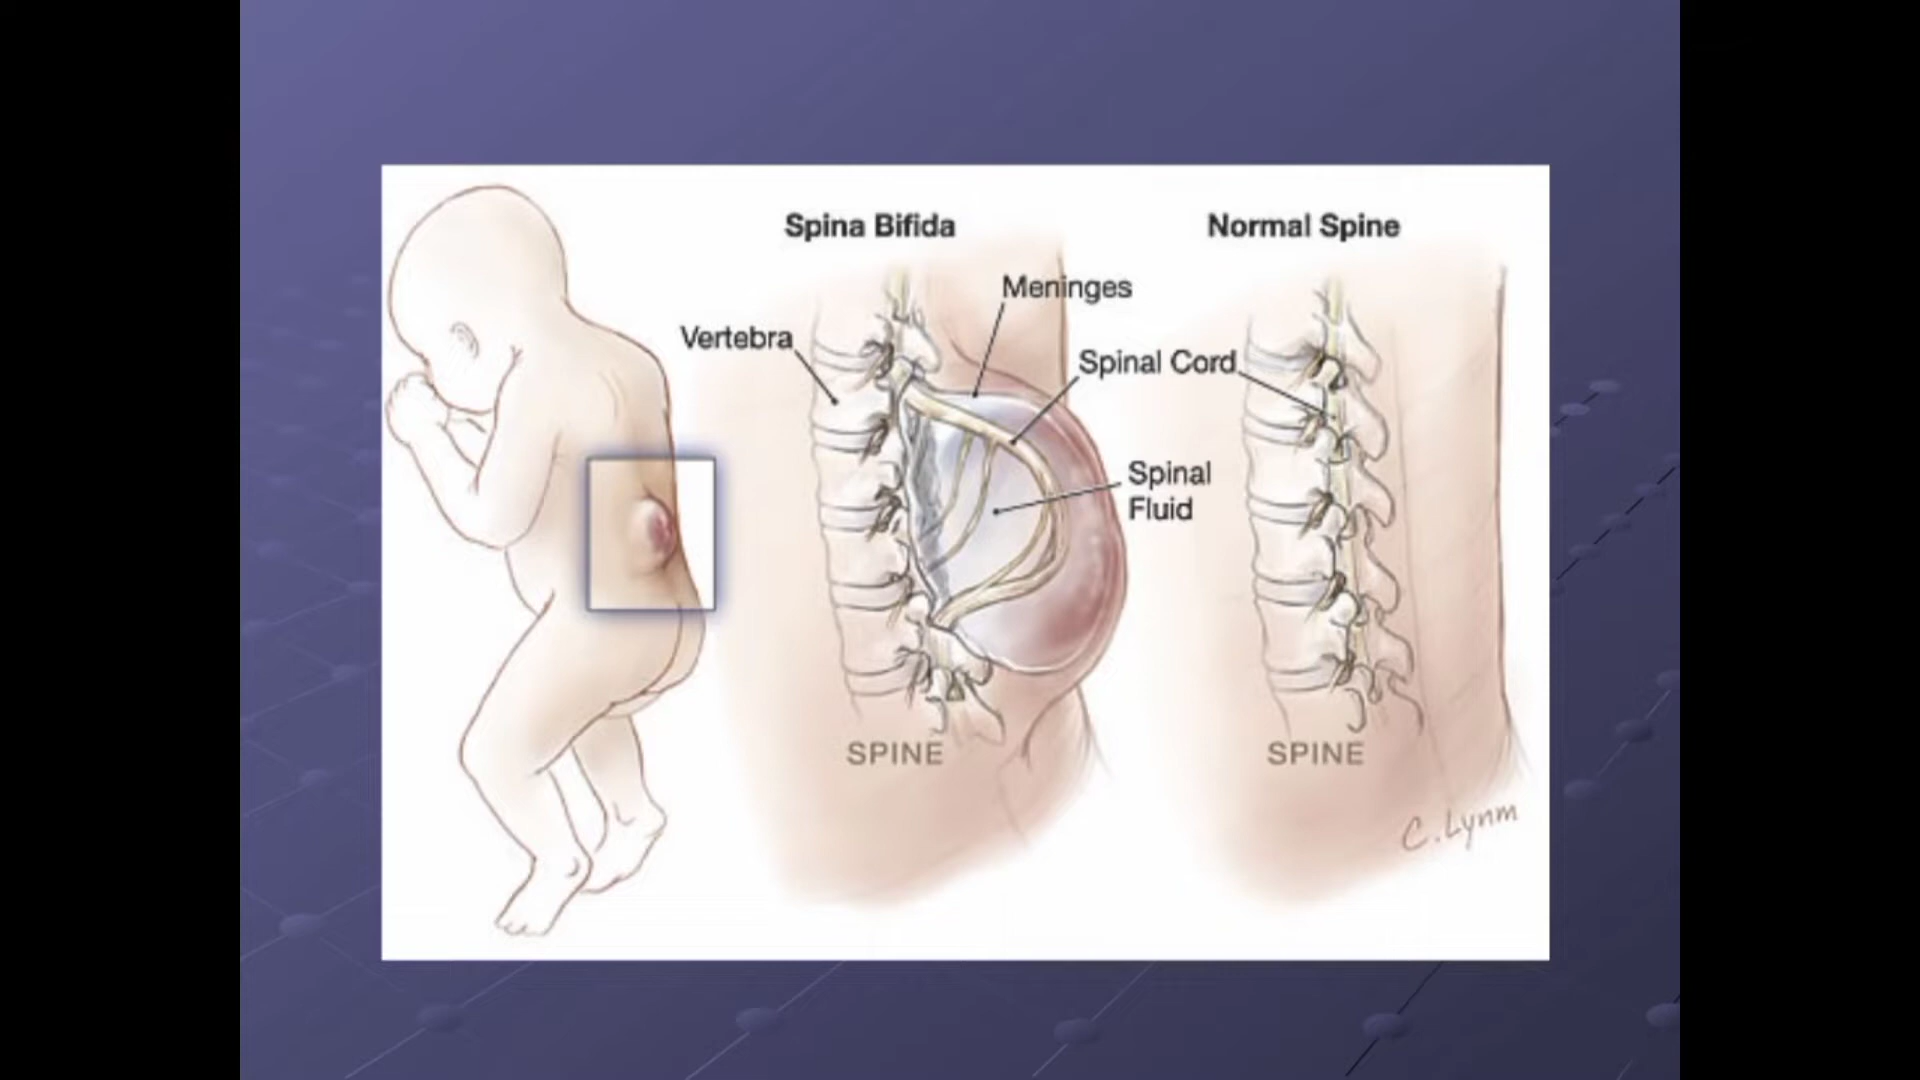 Spina Bifida
Normal Spine
Meninges
Vertebra
Spinal Cord
Spinal
Fluid
SPINE
SPINE
C. Lynm